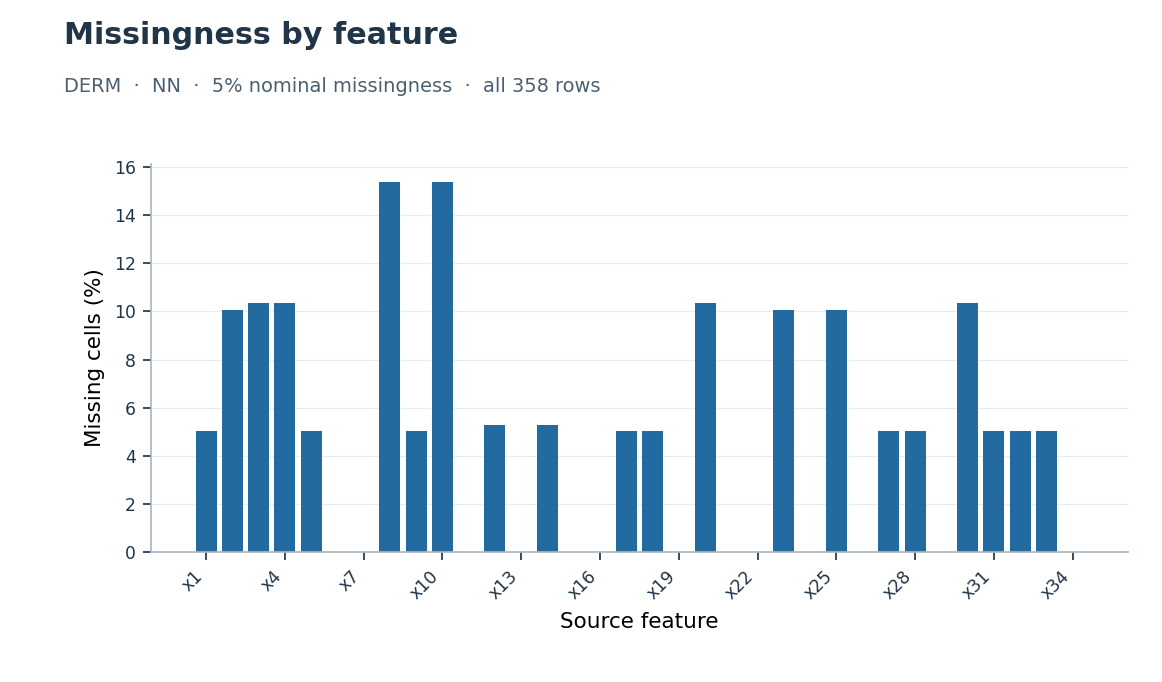 Missingness by feature
DERM · NN · 5% nominal missingness · all 358 rows
16
14
12
10
8
6
4
2
0
Missing cells (%)
x1 x4 x7 x10 x13 x16 x19 x22 x25 x28 x31 x34
Source feature